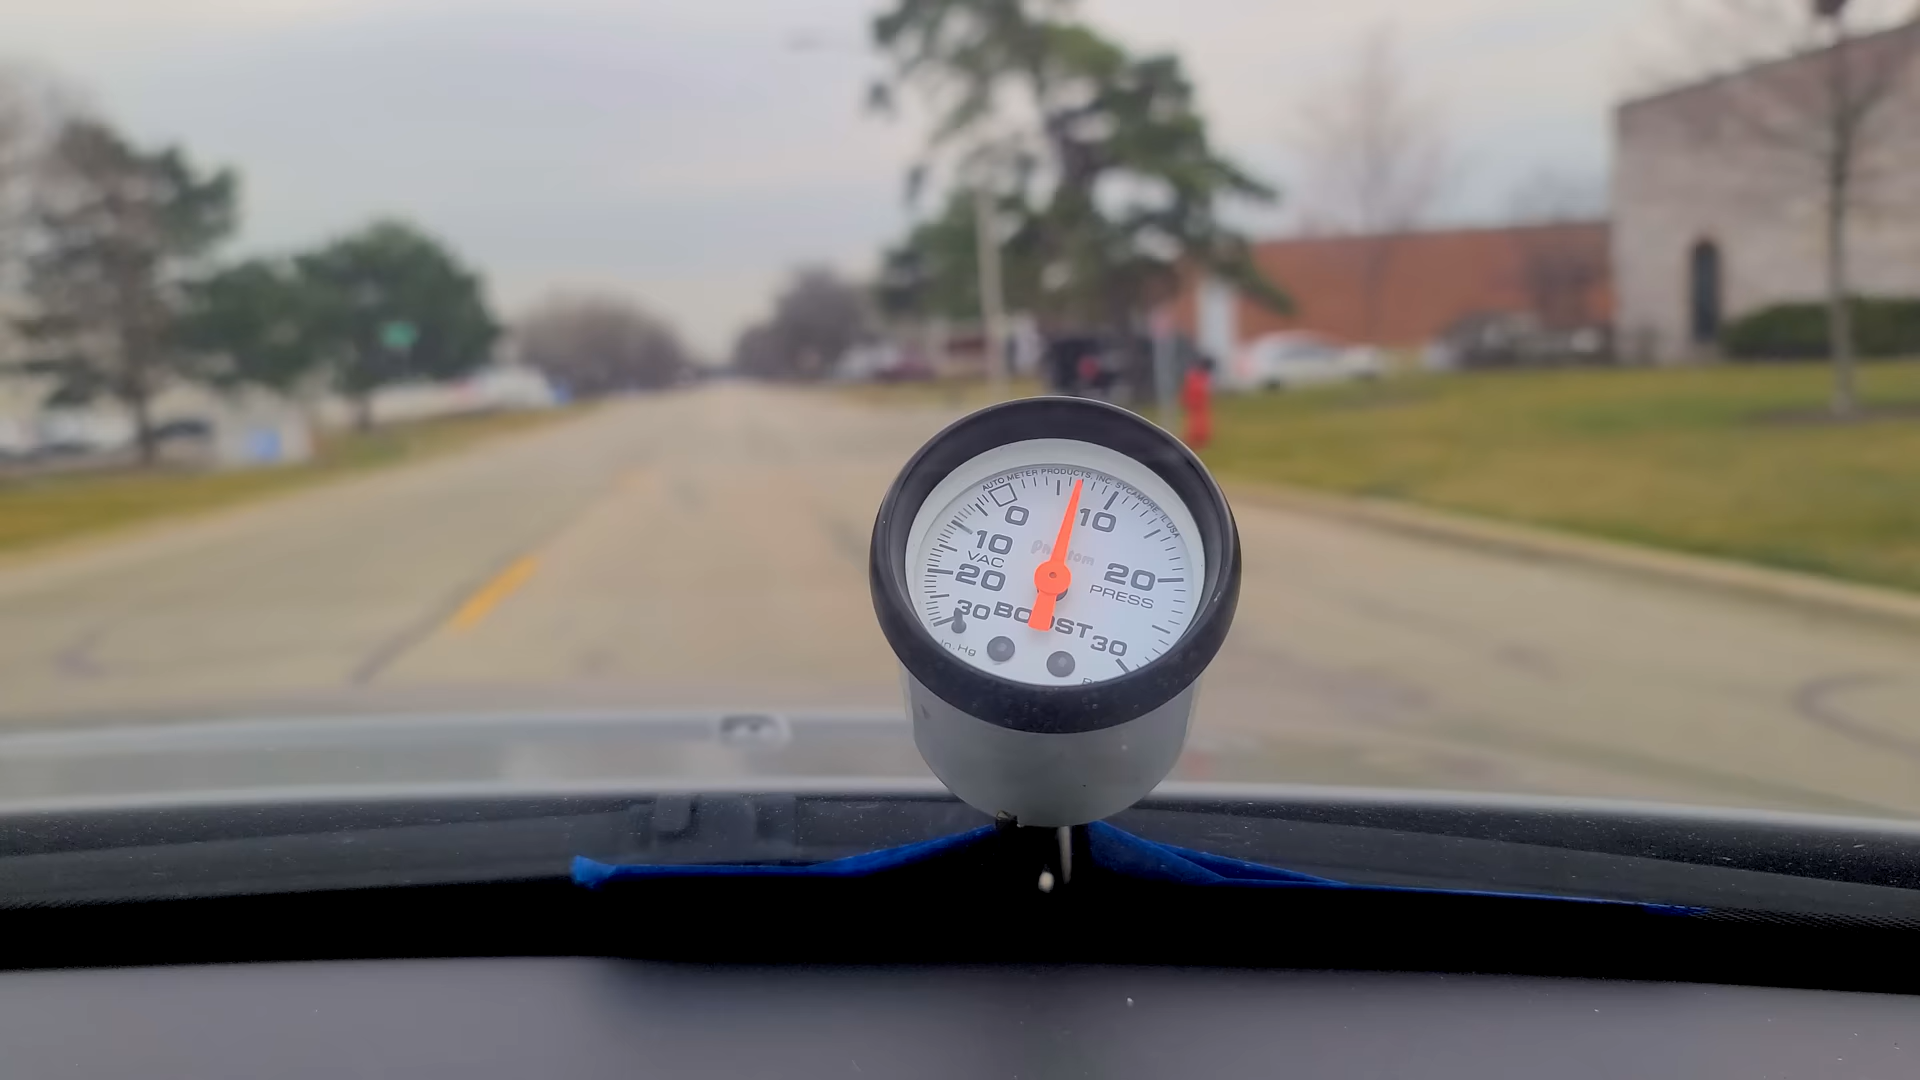 AUTO METER PRODUCTS, INC. SYCAMORE, IL USA
0
10
10
VAC
Phantom
20
20
PRESS
30
BOOST
30
In. Hg